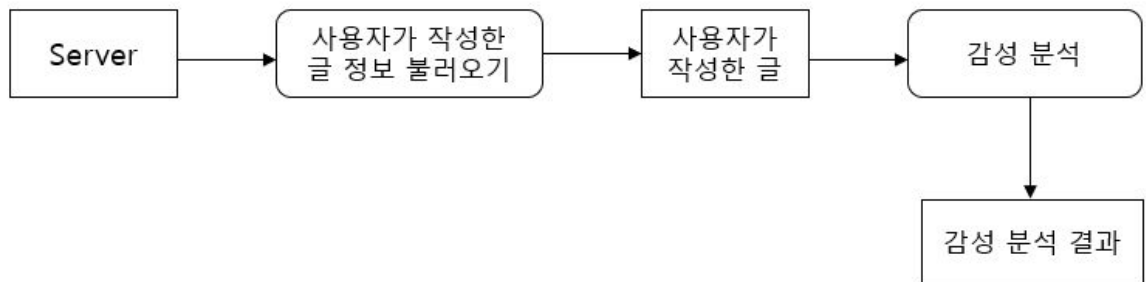 Server
사용자가 작성한
글 정보 불러오기
사용자가
작성한 글
감성 분석
감성 분석 결과